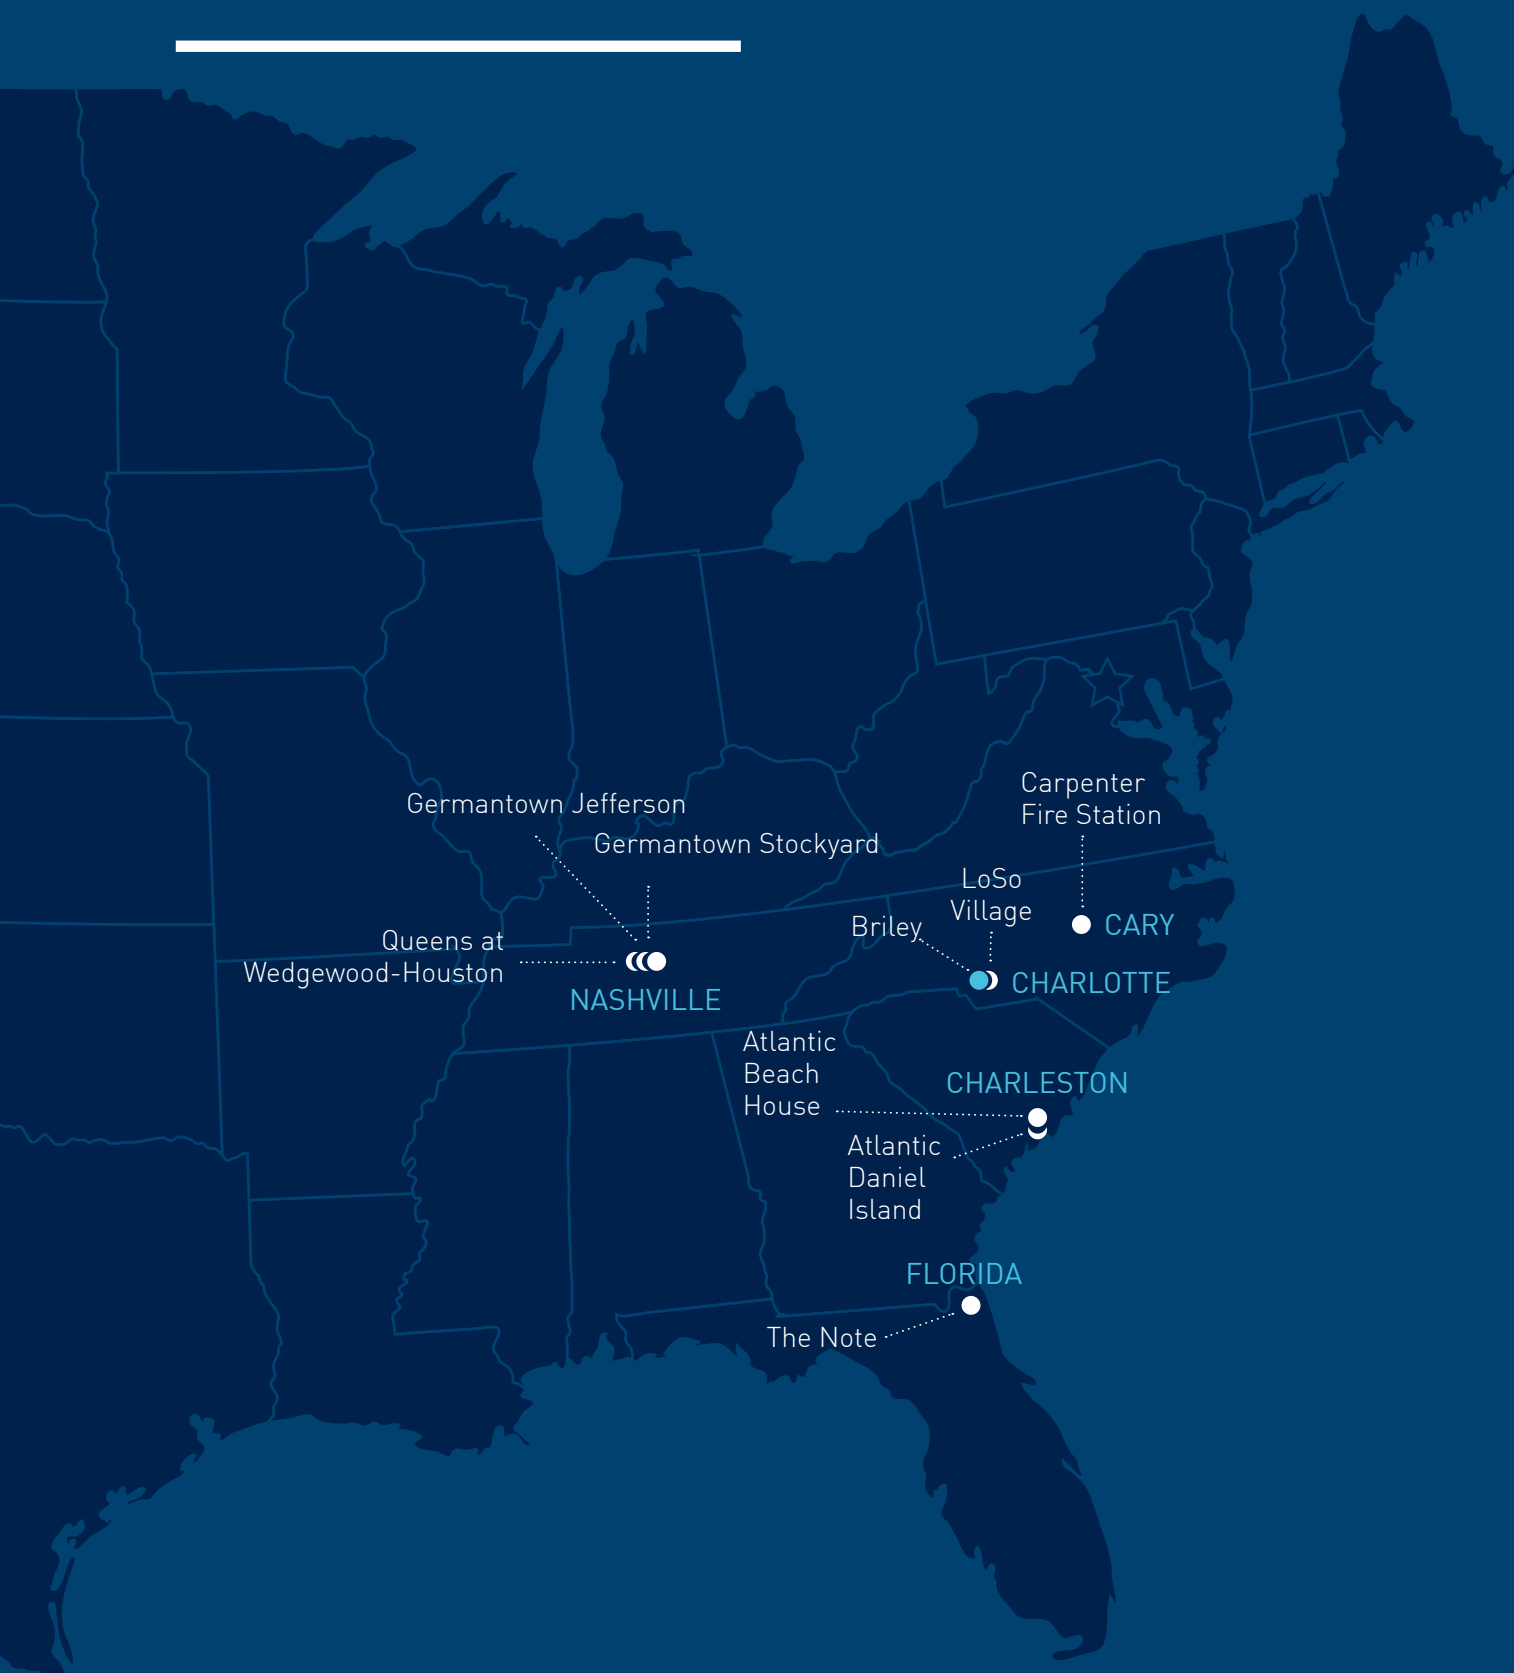 Carpenter
Fire Station
Germantown Jefferson
Germantown Stockyard
LoSo
Village
Briley
CARY
Queens at
Wedgewood-Houston
CHARLOTTE
NASHVILLE
Atlantic
Beach
House
CHARLESTON
Atlantic
Daniel
Island
FLORIDA
The Note